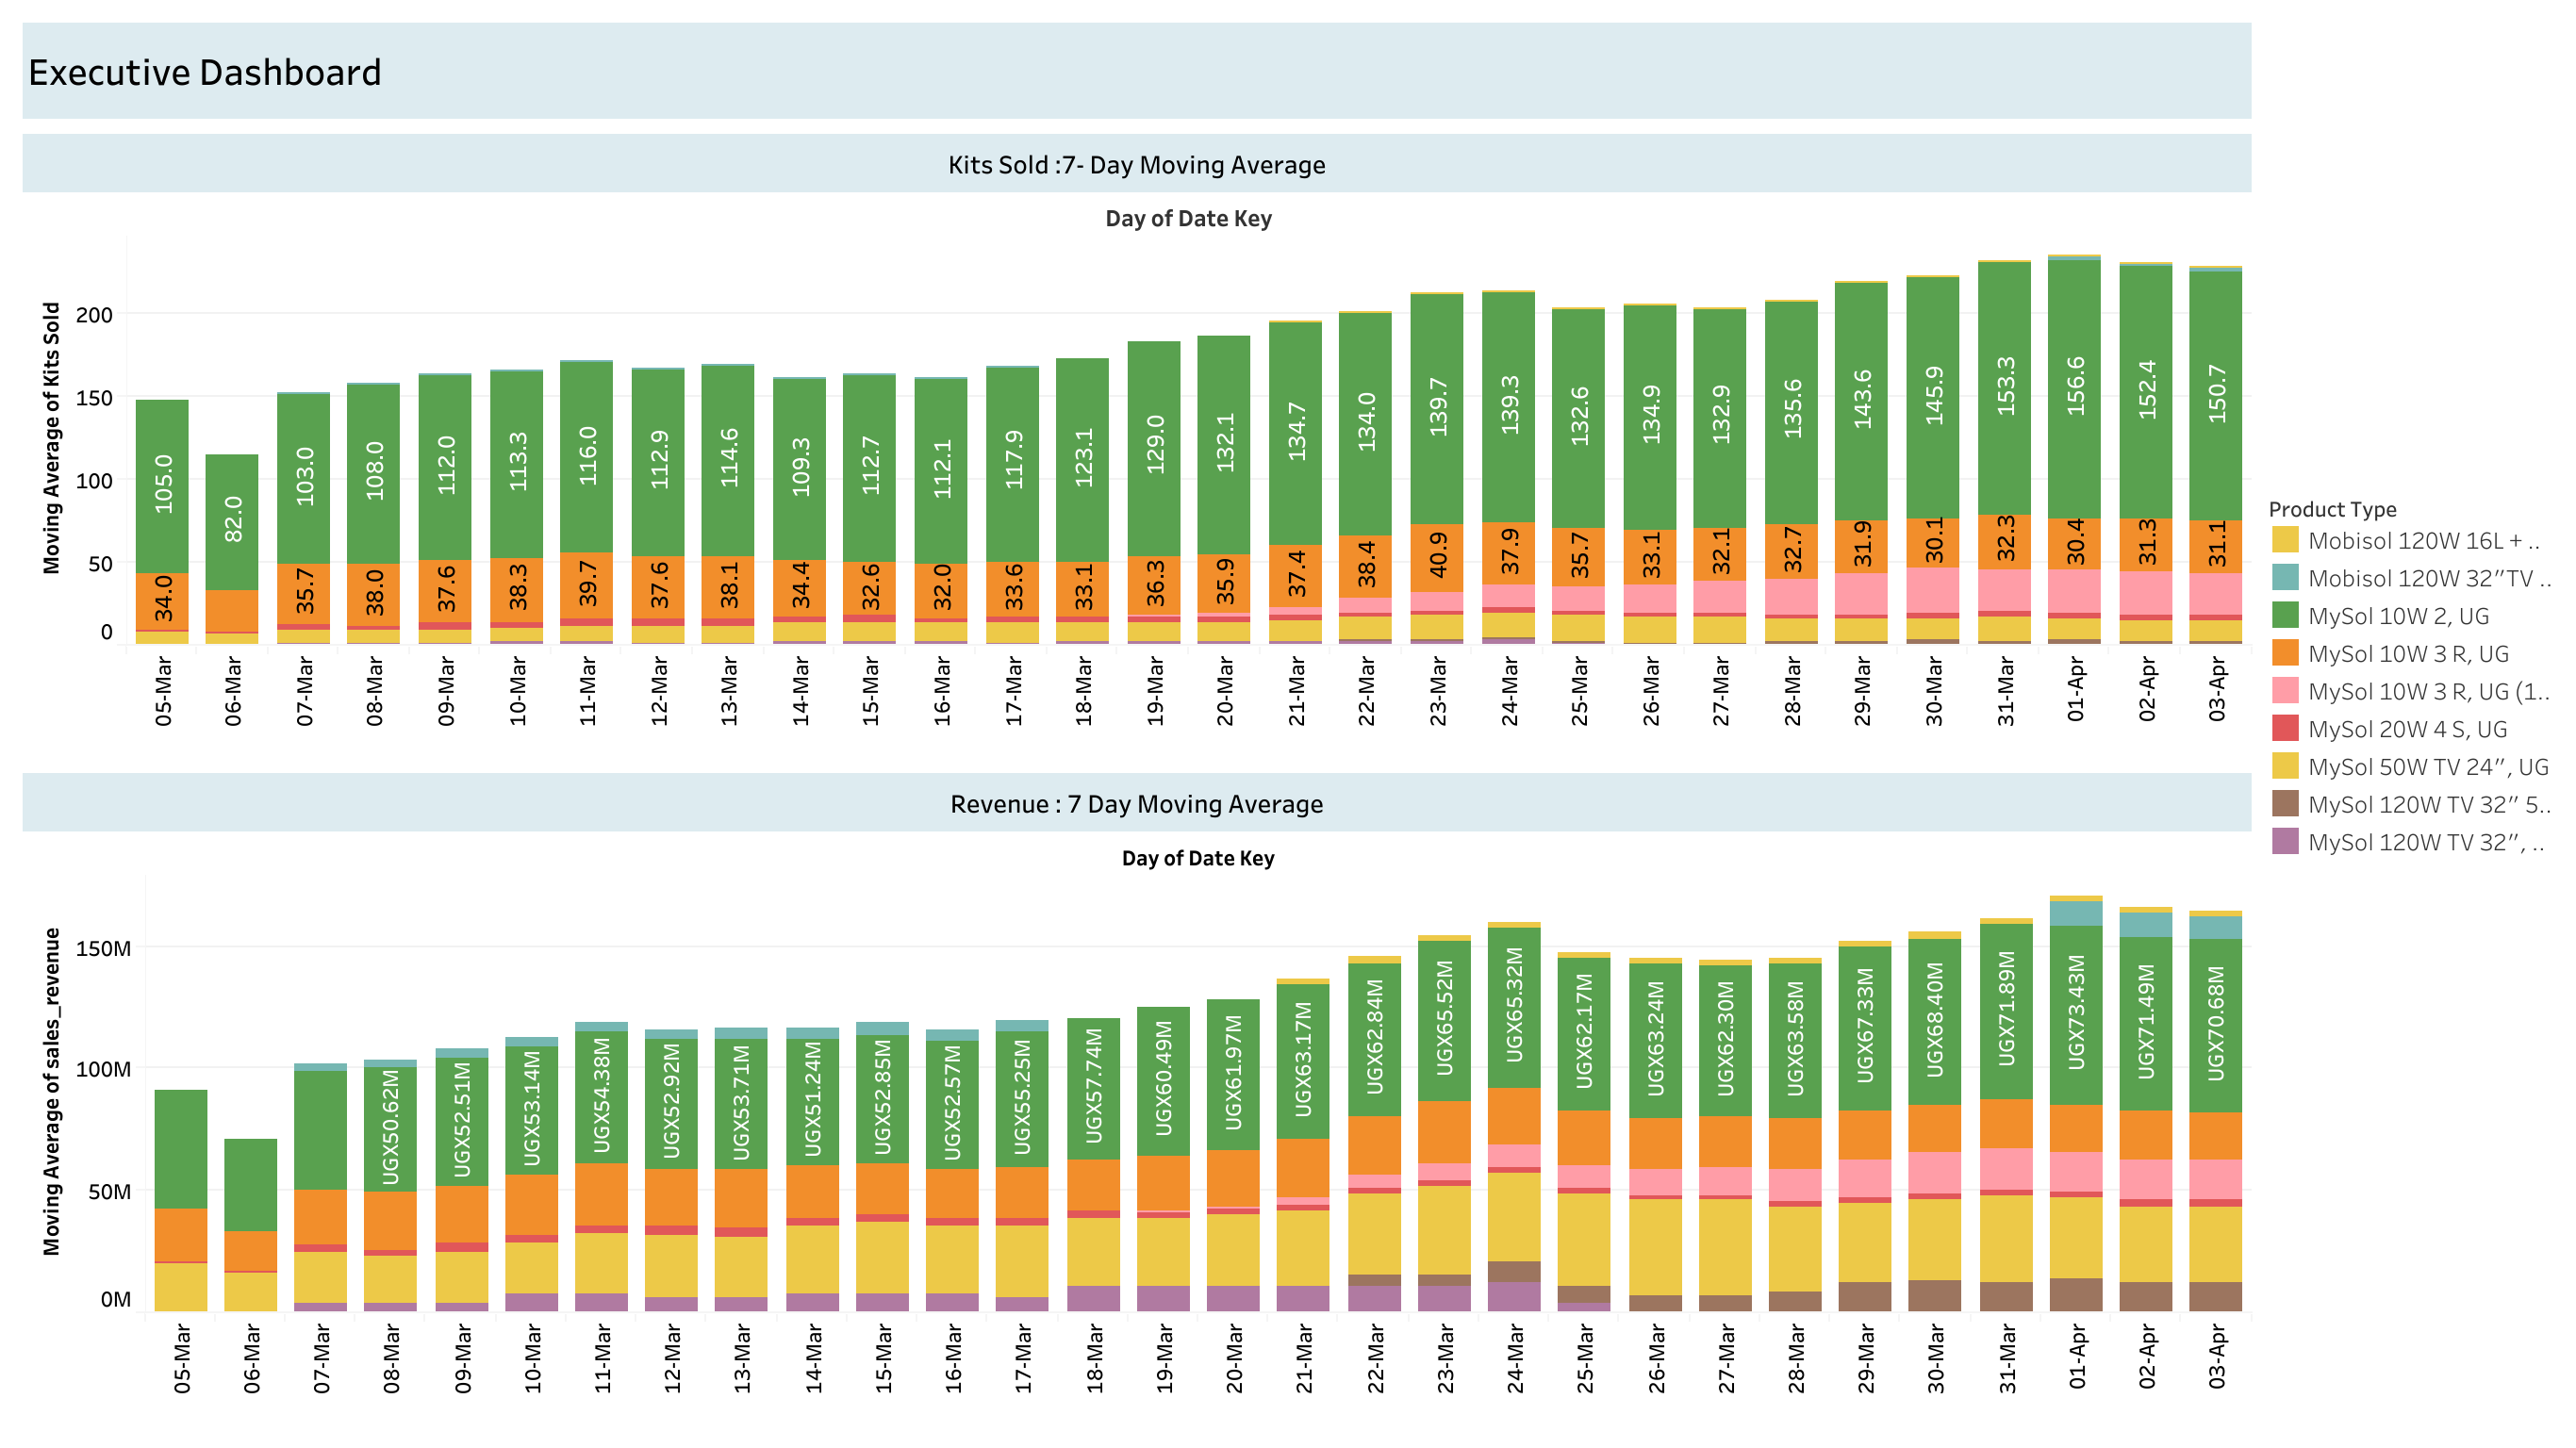 Executive Dashboard
Kits Sold :7- Day Moving Average
Day of Date Key
Moving Average of Kits Sold
200
150
100
50
0
105.0 82.0 103.0 108.0 112.0 113.3 116.0 112.9 114.6 109.3 112.7 112.1 117.9 123.1 129.0 132.1 134.7 134.0 139.7 139.3 132.6 134.9 132.9 135.6 143.6 145.9 153.3 156.6 152.4 150.7
34.0 35.7 38.0 37.6 38.3 39.7 37.6 38.1 34.4 32.6 32.0 33.6 33.1 36.3 35.9 37.4 38.4 40.9 37.9 35.7 33.1 32.1 32.7 31.9 30.1 32.3 30.4 31.3 31.1
05-Mar 06-Mar 07-Mar 08-Mar 09-Mar 10-Mar 11-Mar 12-Mar 13-Mar 14-Mar 15-Mar 16-Mar 17-Mar 18-Mar 19-Mar 20-Mar 21-Mar 22-Mar 23-Mar 24-Mar 25-Mar 26-Mar 27-Mar 28-Mar 29-Mar 30-Mar 31-Mar 01-Apr 02-Apr 03-Apr
Product Type
Mobisol 120W 16L + ..
Mobisol 120W 32"TV ..
MySol 10W 2, UG
MySol 10W 3 R, UG
MySol 10W 3 R, UG (1..
MySol 20W 4 S, UG
MySol 50W TV 24", UG
MySol 120W TV 32" 5..
MySol 120W TV 32", ..
Revenue : 7 Day Moving Average
Day of Date Key
Moving Average of sales_revenue
150M
100M
50M
0M
UGX50.62M UGX52.51M UGX53.14M UGX54.38M UGX52.92M UGX53.71M UGX51.24M UGX52.85M UGX52.57M UGX55.25M UGX57.74M UGX60.49M UGX61.97M UGX63.17M UGX62.84M UGX65.52M UGX65.32M UGX62.17M UGX63.24M UGX62.30M UGX63.58M UGX67.33M UGX68.40M UGX71.89M UGX73.43M UGX71.49M UGX70.68M
05-Mar 06-Mar 07-Mar 08-Mar 09-Mar 10-Mar 11-Mar 12-Mar 13-Mar 14-Mar 15-Mar 16-Mar 17-Mar 18-Mar 19-Mar 20-Mar 21-Mar 22-Mar 23-Mar 24-Mar 25-Mar 26-Mar 27-Mar 28-Mar 29-Mar 30-Mar 31-Mar 01-Apr 02-Apr 03-Apr